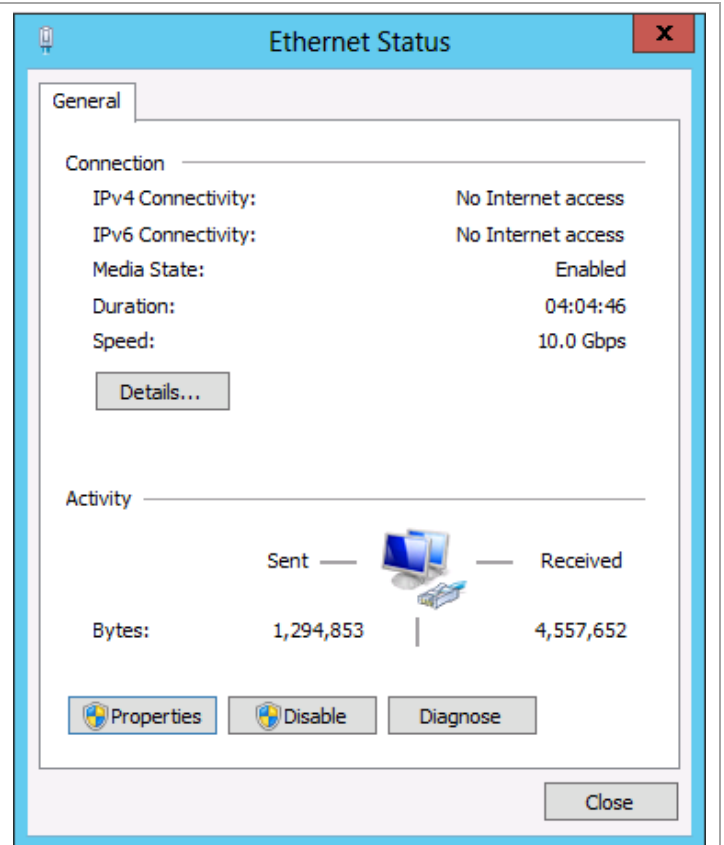 Ethernet Status
x
General
Connection
IPv4 Connectivity: No Internet access
IPv6 Connectivity: No Internet access
Media State: Enabled
Duration: 04:04:46
Speed: 10.0 Gbps
Details...
Activity
Sent Received
Bytes: 1,294,853 4,557,652
Properties Disable Diagnose
Close